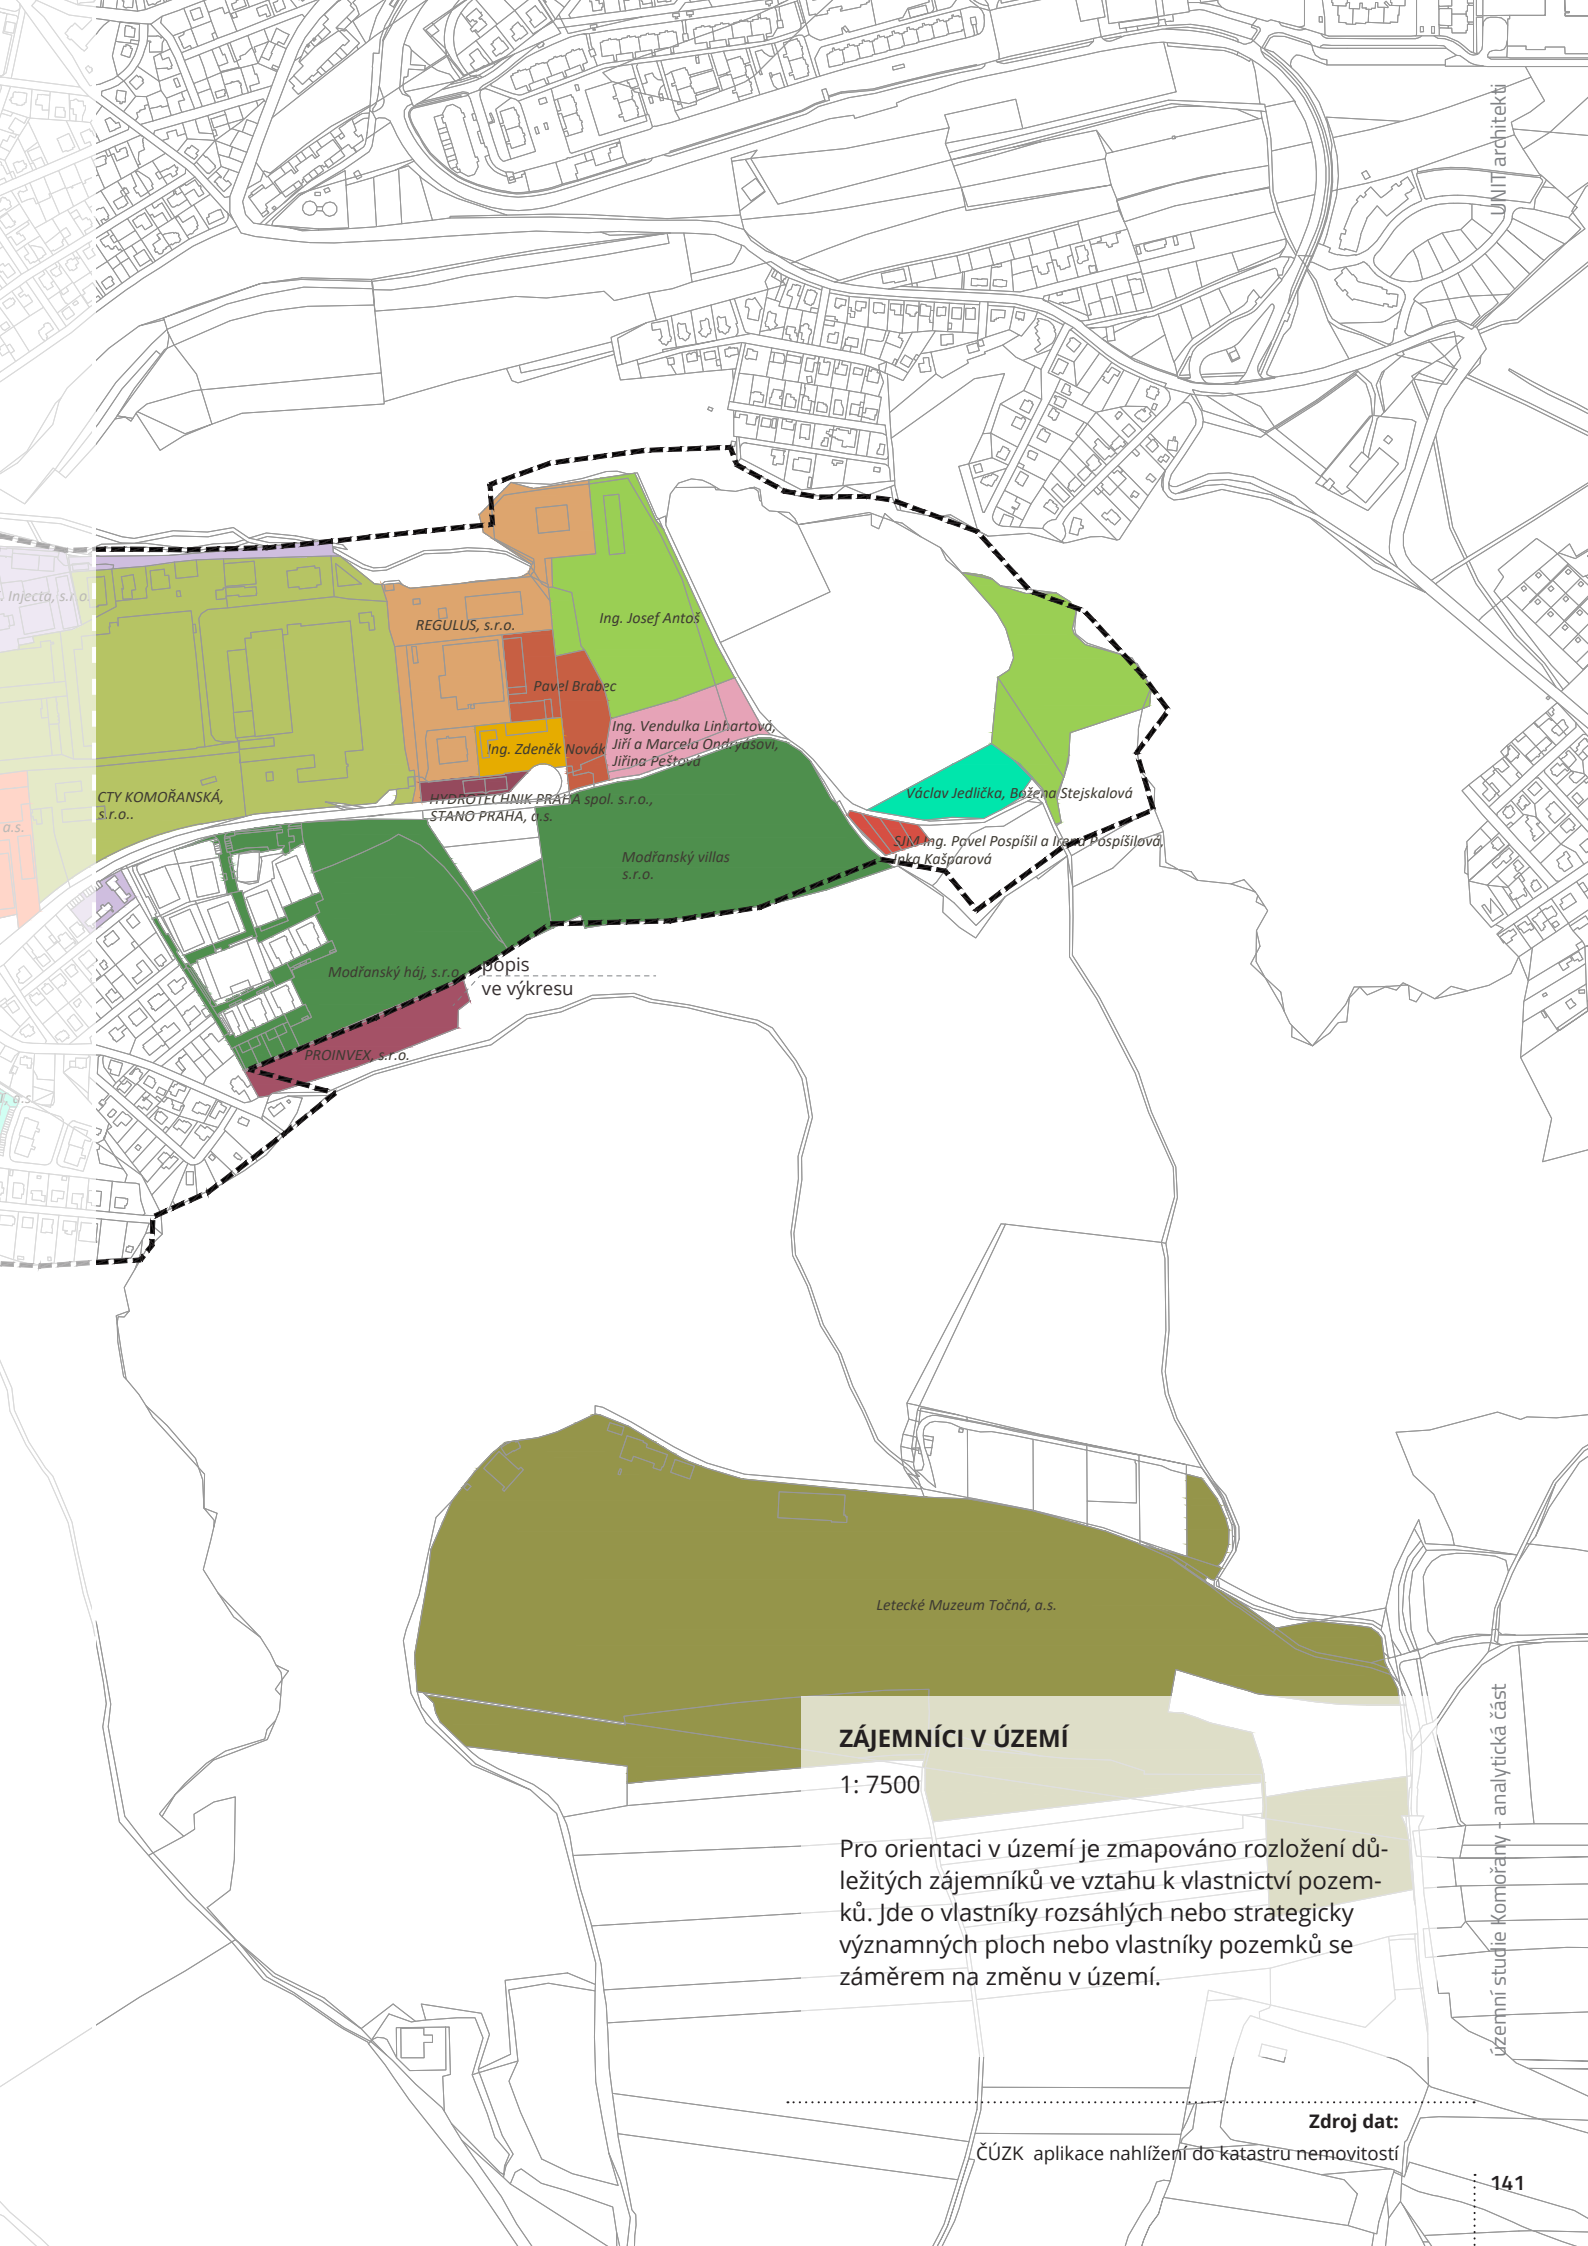 UNIT architekti
Injecta, s.r.o.
REGULUS, s.r.o.
Ing. Josef Antoš
Pavel Brabec
Ing. Vendulka Linhartová,
Jiří a Marcela Ondryášovi,
Jiřina Peštová
Ing. Zdeněk Novák
CTY KOMOŘANSKÁ,
s.r.o..
HYDROTECHNIK PRAHA spol. s.r.o.,
STANO PRAHA, a.s.
Václav Jedlička, Božena Stejskalová
a.s.
SJM Ing. Pavel Pospíšil a Irena Pospíšilová,
Inka Kašparová
Modřanský villas
s.r.o.
Modřanský háj, s.r.o.
popis
ve výkresu
PROINVEX, s.r.o.
a.s.
Letecké Muzeum Točná, a.s.
ZÁJEMNÍCI V ÚZEMÍ
1: 7500
Pro orientaci v území je zmapováno rozložení dů-
ležitých zájemníků ve vztahu k vlastnictví pozem-
ků. Jde o vlastníky rozsáhlých nebo strategicky
významných ploch nebo vlastníky pozemků se
záměrem na změnu v území.
územní studie Komořany - analytická část
Zdroj dat:
ČÚZK aplikace nahlížení do katastru nemovitostí
141